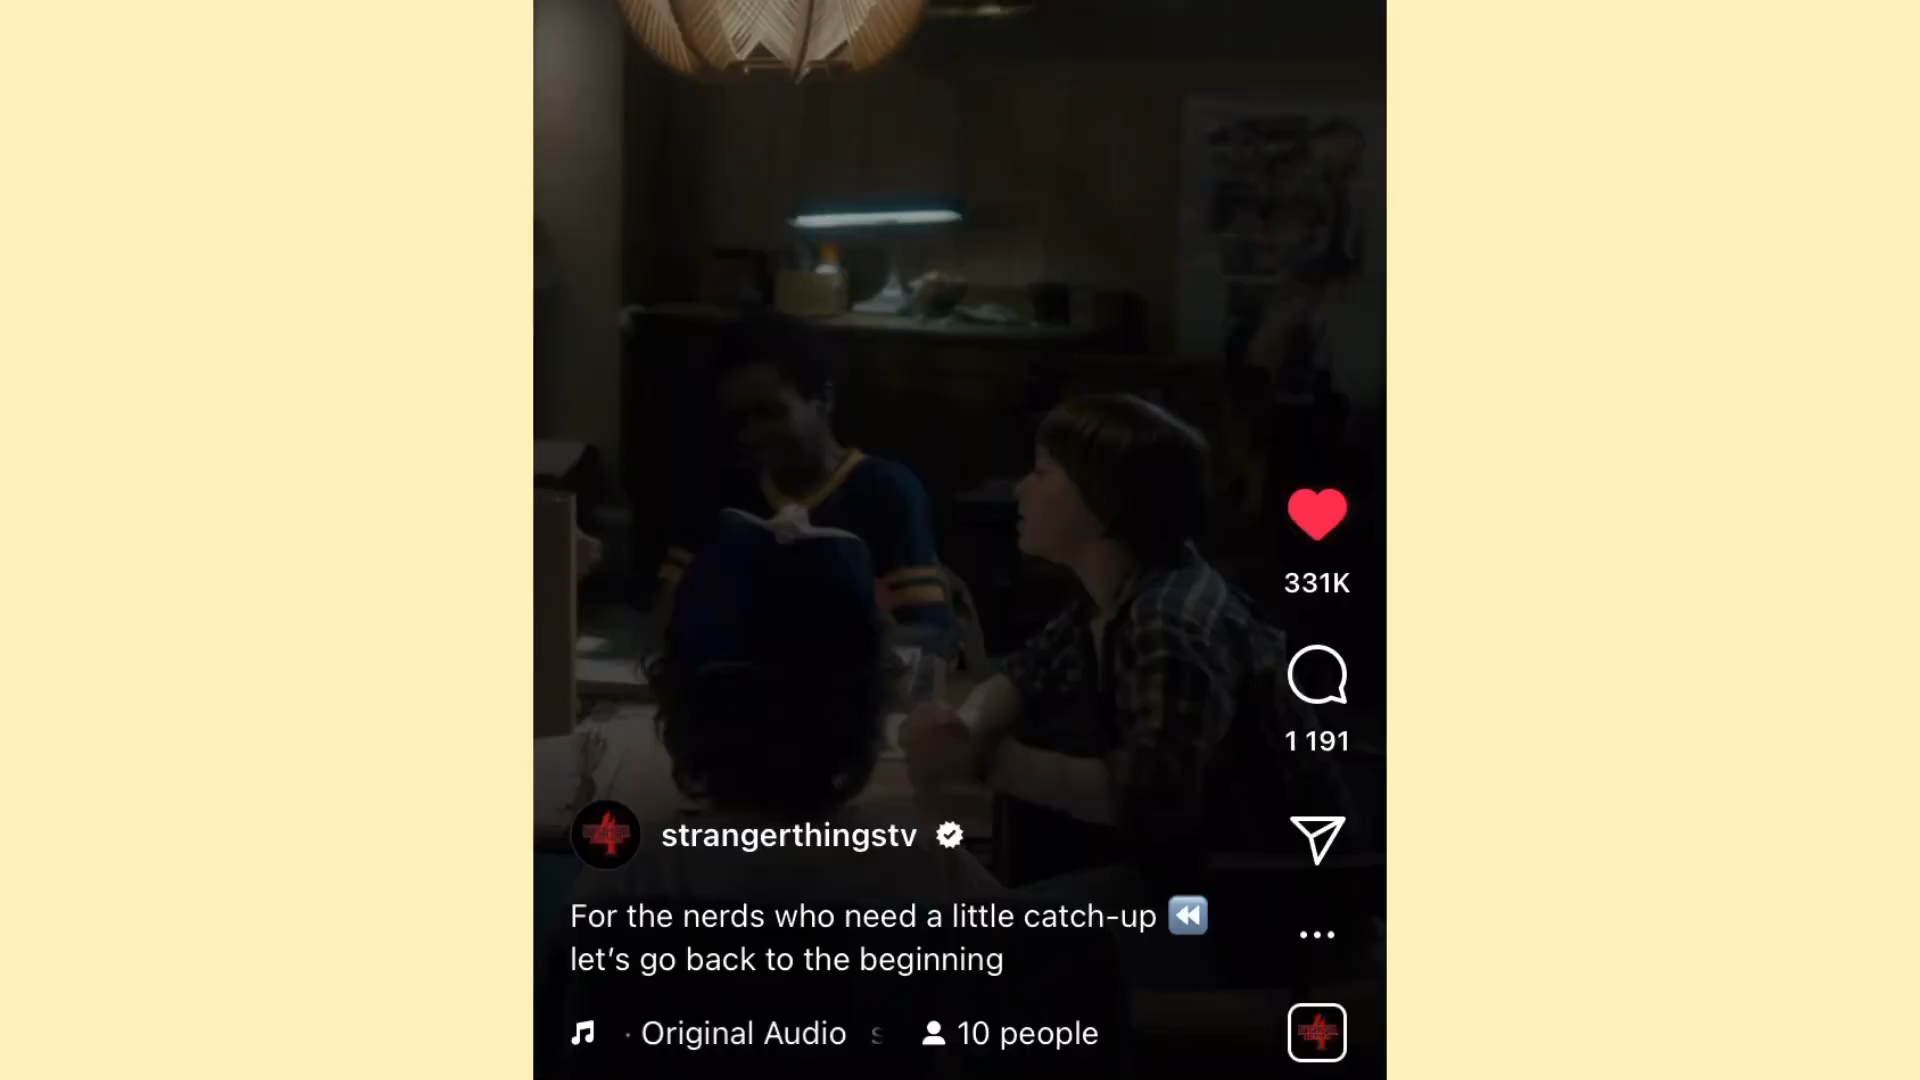 331K
1 191
strangerthingstv
For the nerds who need a little catch-up ⏪
let’s go back to the beginning
· Original Audio s
10 people